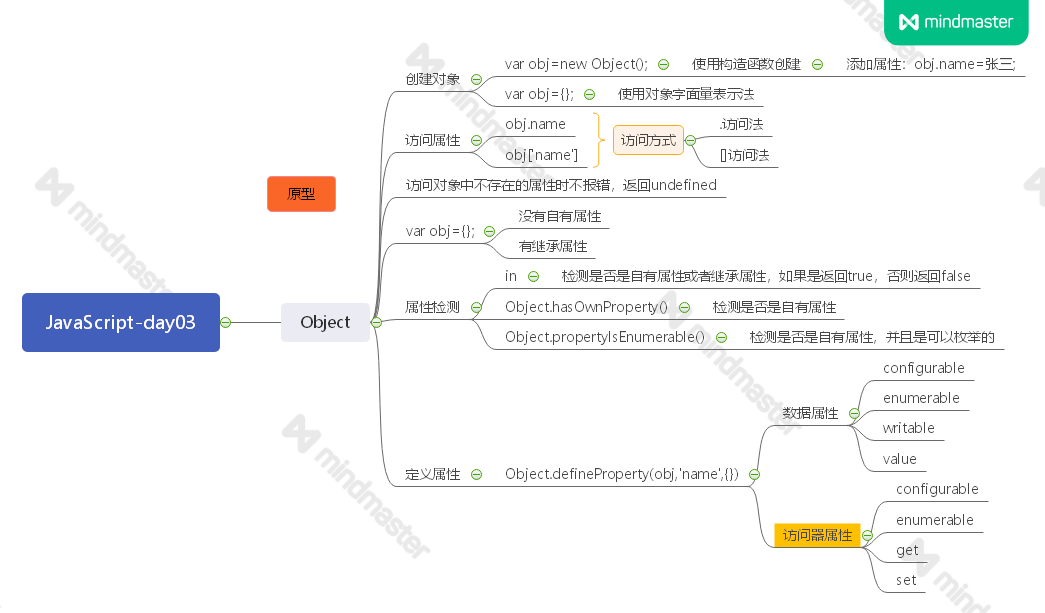 mindmaster
var obj=new Object(); 使用构造函数创建 添加属性：obj.name=张三;
创建对象
var obj={}; 使用对象字面量表示法
obj.name
.访问法
访问属性
访问方式
obj['name']
[]访问法
访问对象中不存在的属性时不报错，返回undefined
原型
没有自有属性
var obj={};
有继承属性
in 检测是否是自有属性或者继承属性，如果是返回true，否则返回false
属性检测
Object.hasOwnProperty() 检测是否是自有属性
JavaScript-day03
Object
Object.propertyIsEnumerable() 检测是否是自有属性，并且是可以枚举的
configurable
enumerable
数据属性
writable
value
定义属性 Object.defineProperty(obj,'name',{})
configurable
enumerable
访问器属性
get
set
mindmaster
mindmaster
mindmaster
mindmaster